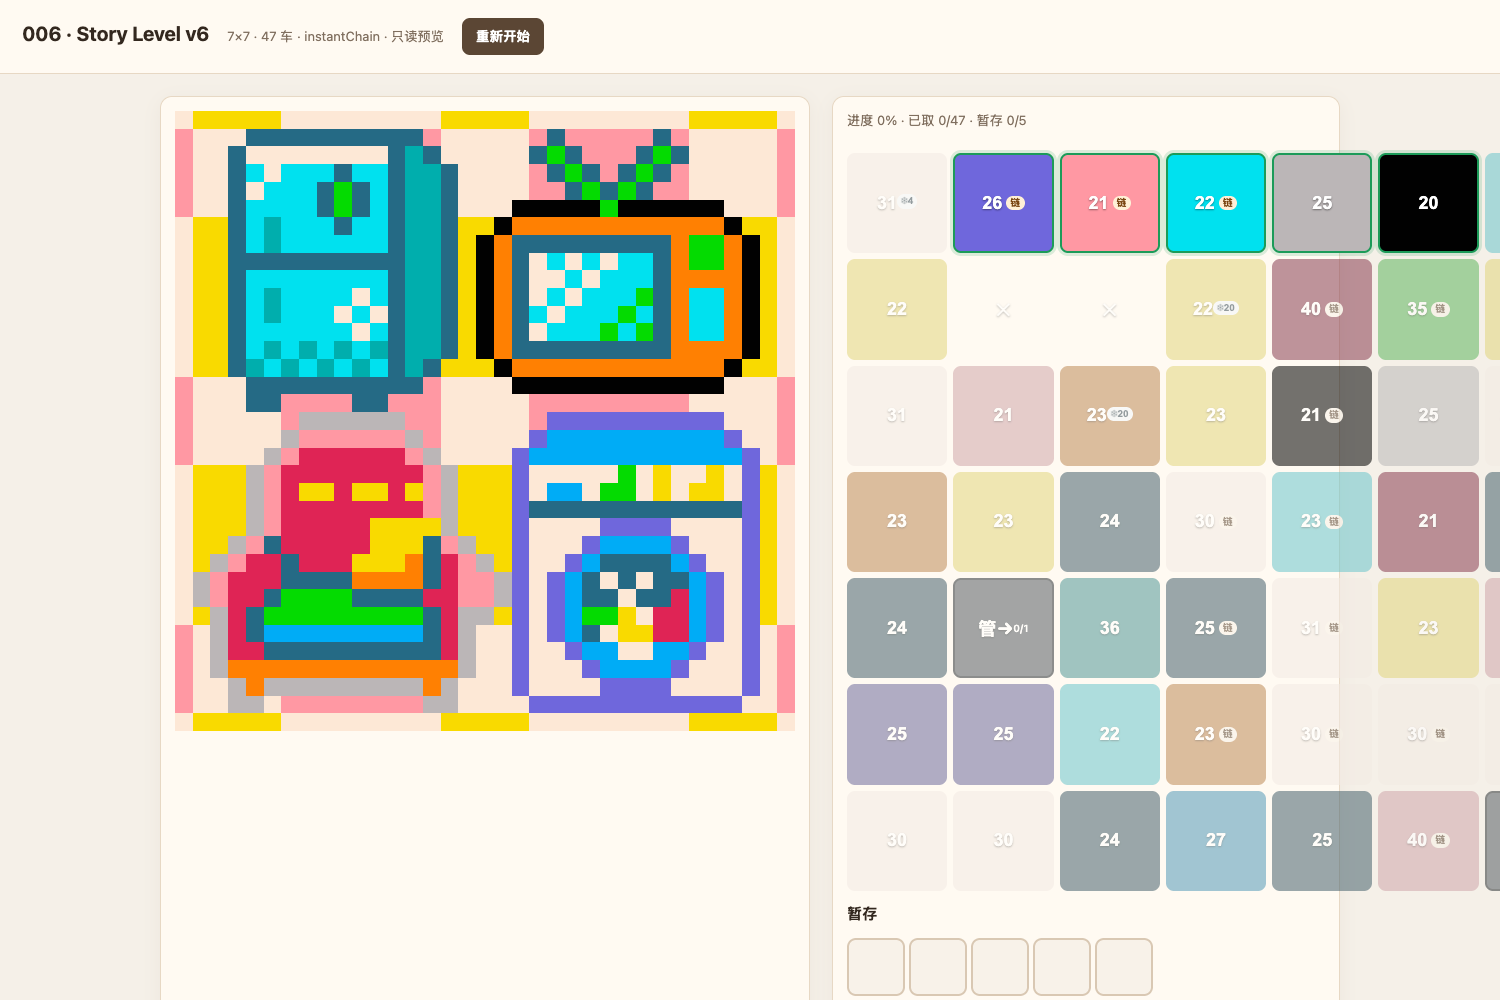 006 · Story Level v6 7×7 · 47 车 · instantChain · 只读预览 重新开始
进度 0% · 已取 0/47 · 暂存 0/5
31 ❄4 26 链 21 链 22 链 25 20
22 × × 22 ❄20 40 链 35 链
31 21 23 ❄20 23 21 链 25
23 23 24 30 链 23 链 21
24 管→0/1 36 25 链 31 链 23
25 25 22 23 链 30 链 30 链
30 30 24 27 25 40 链
暂存